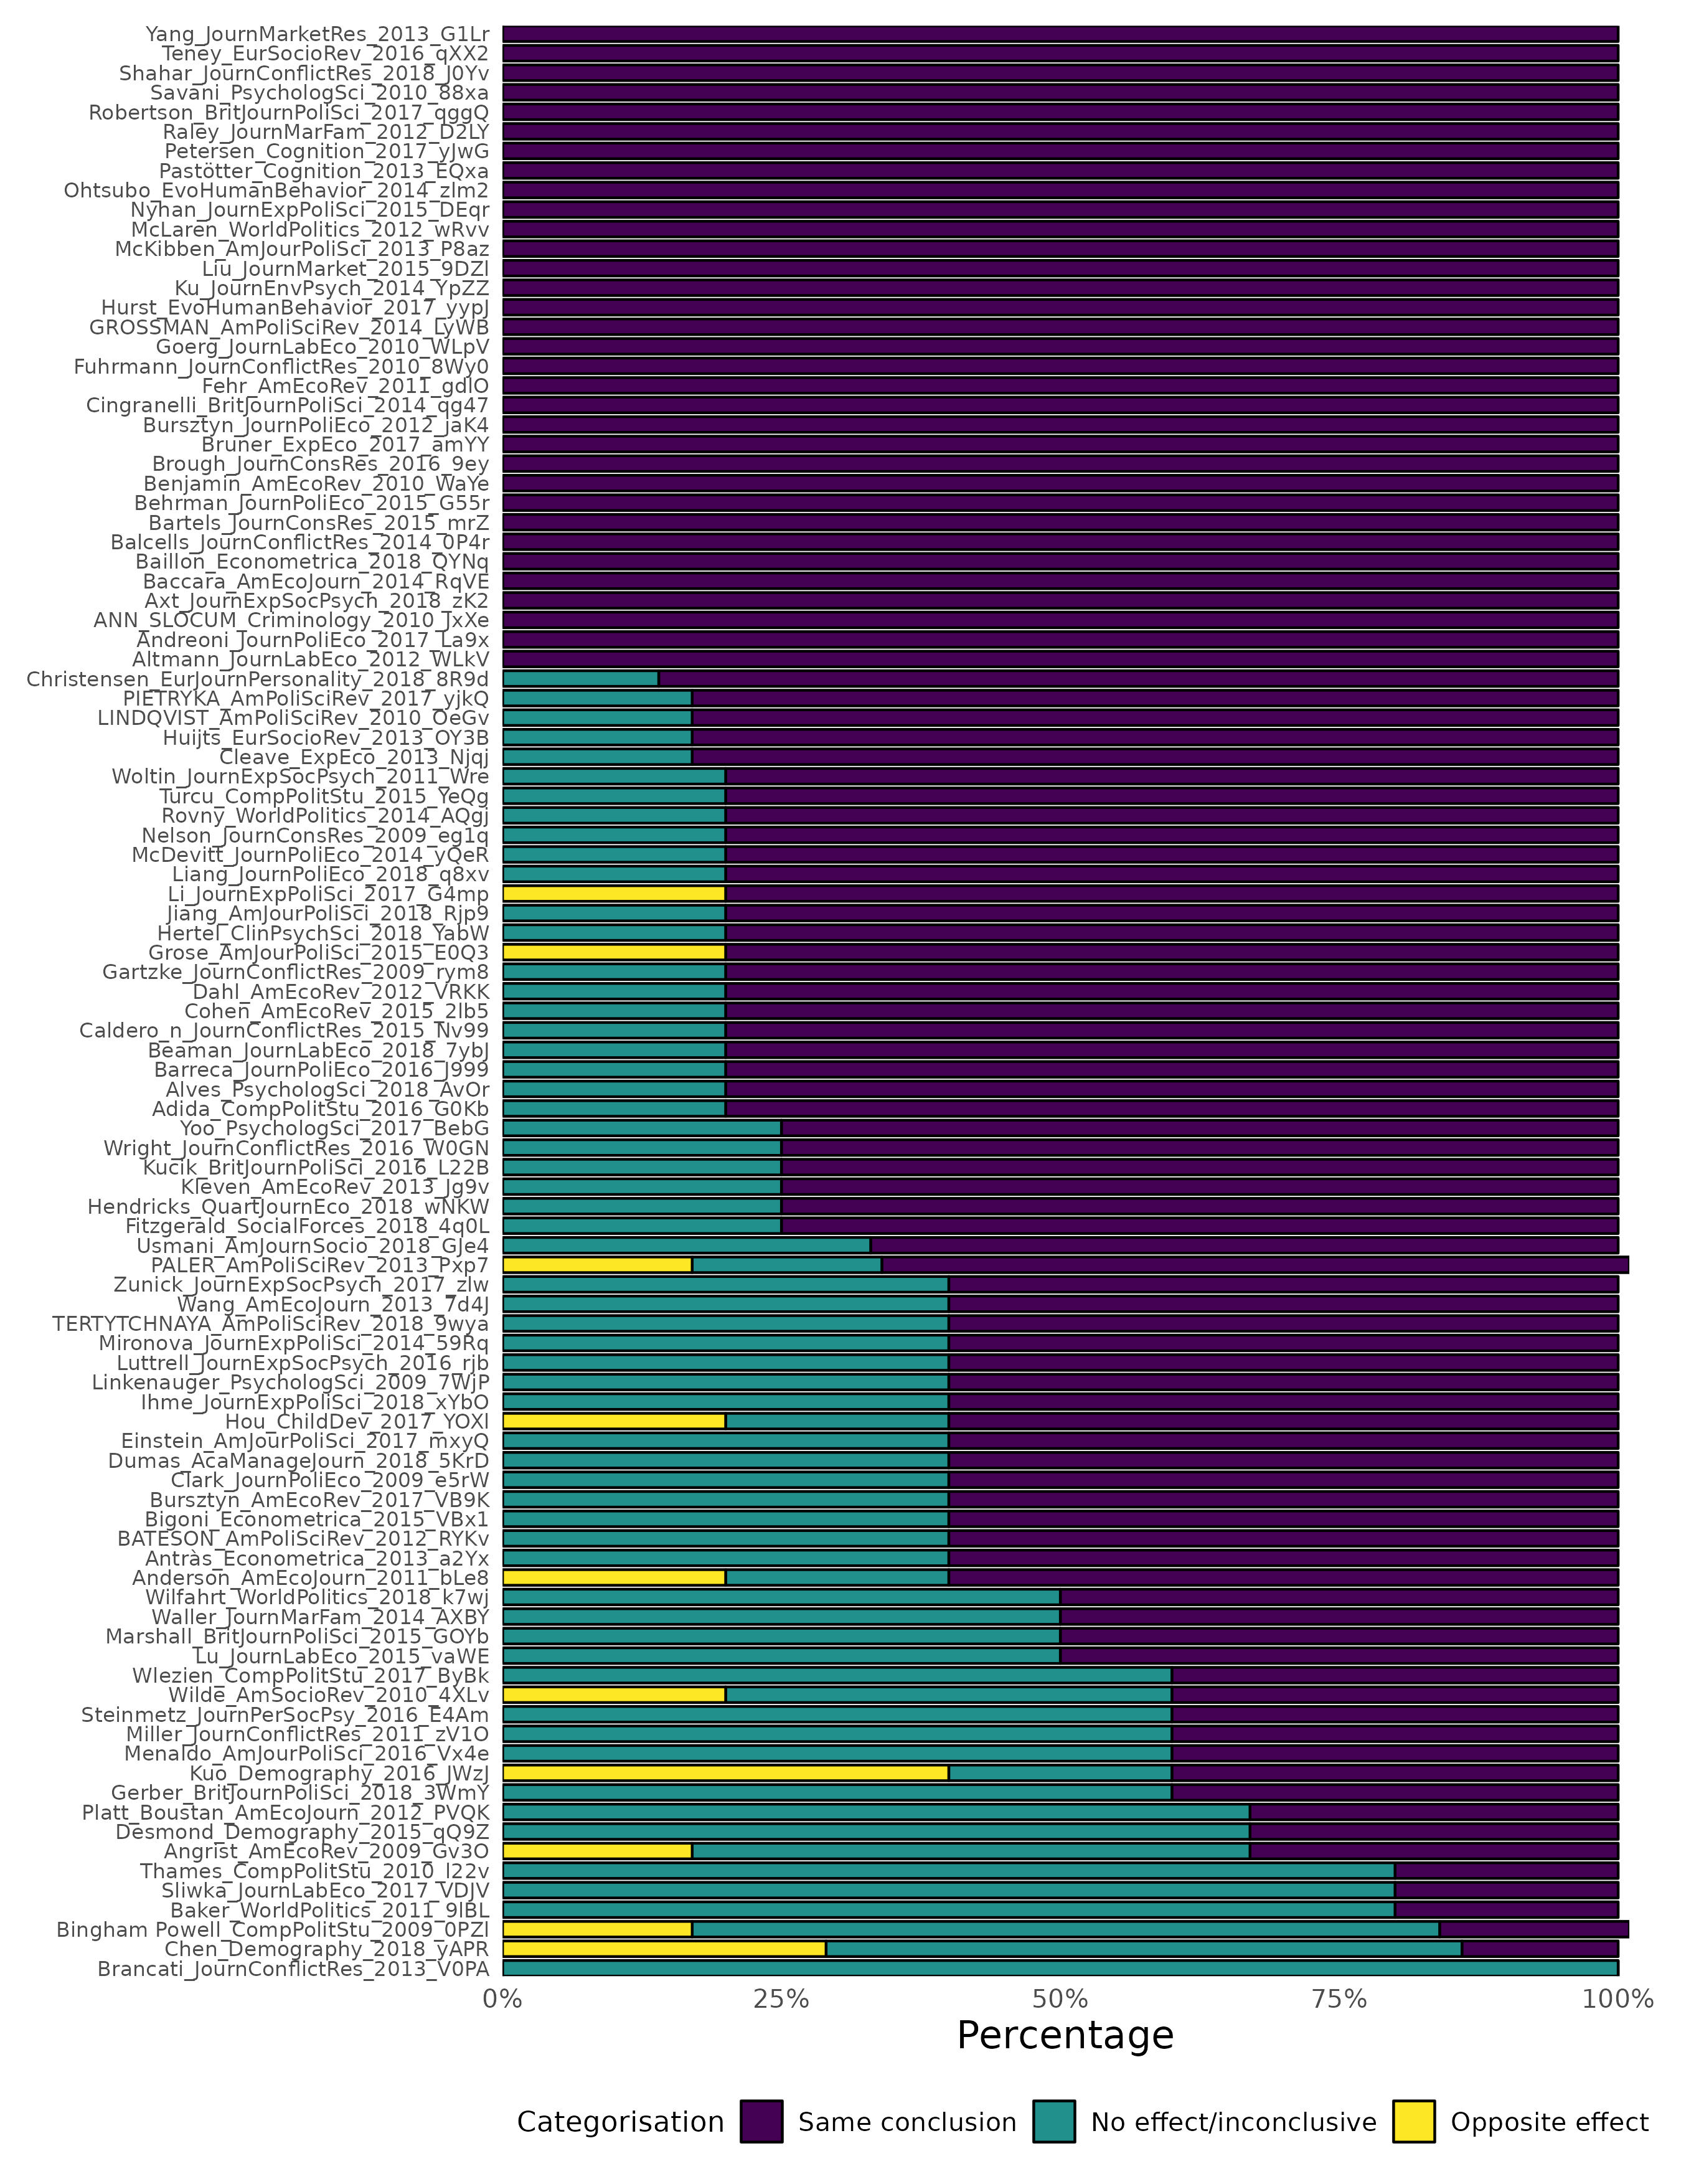 Yang_JournMarketRes_2013_G1Lr
Teney_EurSocioRev_2016_qXX2
Shahar_JournConflictRes_2018_J0Yv
Savani_PsychologSci_2010_88xa
Robertson_BritJournPoliSci_2017_qggQ
Raley_JournMarFam_2012_D2LY
Petersen_Cognition_2017_yJwG
Pastötter_Cognition_2013_EQxa
Ohtsubo_EvoHumanBehavior_2014_zlm2
Nyhan_JournExpPoliSci_2015_DEqr
McLaren_WorldPolitics_2012_wRvv
McKibben_AmJourPoliSci_2013_P8az
Liu_JournMarket_2015_9DZl
Ku_JournEnvPsych_2014_YpZZ
Hurst_EvoHumanBehavior_2017_yypJ
GROSSMAN_AmPoliSciRev_2014_LyWB
Goerg_JournLabEco_2010_WLpV
Fuhrmann_JournConflictRes_2010_8Wy0
Fehr_AmEcoRev_2011_gdlO
Cingranelli_BritJournPoliSci_2014_qg47
Bursztyn_JournPoliEco_2012_jaK4
Bruner_ExpEco_2017_amYY
Brough_JournConsRes_2016_9ey
Benjamin_AmEcoRev_2010_WaYe
Behrman_JournPoliEco_2015_G55r
Bartels_JournConsRes_2015_mrZ
Balcells_JournConflictRes_2014_0P4r
Baillon_Econometrica_2018_QYNq
Baccara_AmEcoJourn_2014_RqVE
Axt_JournExpSocPsych_2018_zK2
ANN_SLOCUM_Criminology_2010_JxXe
Andreoni_JournPoliEco_2017_La9x
Altmann_JournLabEco_2012_WLkV
Christensen_EurJournPersonality_2018_8R9d
PIETRYKA_AmPoliSciRev_2017_yjkQ
LINDQVIST_AmPoliSciRev_2010_OeGv
Huijts_EurSocioRev_2013_OY3B
Cleave_ExpEco_2013_Njqj
Woltin_JournExpSocPsych_2011_Wre
Turcu_CompPolitStu_2015_YeQg
Rovny_WorldPolitics_2014_AQgj
Nelson_JournConsRes_2009_eg1q
McDevitt_JournPoliEco_2014_yQeR
Liang_JournPoliEco_2018_q8xv
Li_JournExpPoliSci_2017_G4mp
Jiang_AmJourPoliSci_2018_Rjp9
Hertel_ClinPsychSci_2018_YabW
Grose_AmJourPoliSci_2015_E0Q3
Gartzke_JournConflictRes_2009_rym8
Dahl_AmEcoRev_2012_VRKK
Cohen_AmEcoRev_2015_2lb5
Caldero_n_JournConflictRes_2015_Nv99
Beaman_JournLabEco_2018_7ybJ
Barreca_JournPoliEco_2016_J999
Alves_PsychologSci_2018_AvOr
Adida_CompPolitStu_2016_G0Kb
Yoo_PsychologSci_2017_BebG
Wright_JournConflictRes_2016_W0GN
Kucik_BritJournPoliSci_2016_L22B
Kleven_AmEcoRev_2013_Jg9v
Hendricks_QuartJournEco_2018_wNKW
Fitzgerald_SocialForces_2018_4q0L
Usmani_AmJournSocio_2018_GJe4
PALER_AmPoliSciRev_2013_Pxp7
Zunick_JournExpSocPsych_2017_zlw
Wang_AmEcoJourn_2013_7d4J
TERTYTCHNAYA_AmPoliSciRev_2018_9wya
Mironova_JournExpPoliSci_2014_59Rq
Luttrell_JournExpSocPsych_2016_rjb
Linkenauger_PsychologSci_2009_7WjP
Ihme_JournExpPoliSci_2018_xYbO
Hou_ChildDev_2017_YOXl
Einstein_AmJourPoliSci_2017_mxyQ
Dumas_AcaManageJourn_2018_5KrD
Clark_JournPoliEco_2009_e5rW
Bursztyn_AmEcoRev_2017_VB9K
Bigoni_Econometrica_2015_VBx1
BATESON_AmPoliSciRev_2012_RYKv
Antràs_Econometrica_2013_a2Yx
Anderson_AmEcoJourn_2011_bLe8
Wilfahrt_WorldPolitics_2018_k7wj
Waller_JournMarFam_2014_AXBY
Marshall_BritJournPoliSci_2015_GOYb
Lu_JournLabEco_2015_vaWE
Wlezien_CompPolitStu_2017_ByBk
Wilde_AmSocioRev_2010_4XLv
Steinmetz_JournPerSocPsy_2016_E4Am
Miller_JournConflictRes_2011_zV1O
Menaldo_AmJourPoliSci_2016_Vx4e
Kuo_Demography_2016_JWzJ
Gerber_BritJournPoliSci_2018_3WmY
Platt_Boustan_AmEcoJourn_2012_PVQK
Desmond_Demography_2015_qQ9Z
Angrist_AmEcoRev_2009_Gv3O
Thames_CompPolitStu_2010_l22v
Sliwka_JournLabEco_2017_VDJV
Baker_WorldPolitics_2011_9lBL
Bingham Powell_CompPolitStu_2009_0PZl
Chen_Demography_2018_yAPR
Brancati_JournConflictRes_2013_V0PA
0% 25% 50% 75% 100%
Percentage
Categorisation Same conclusion No effect/inconclusive Opposite effect